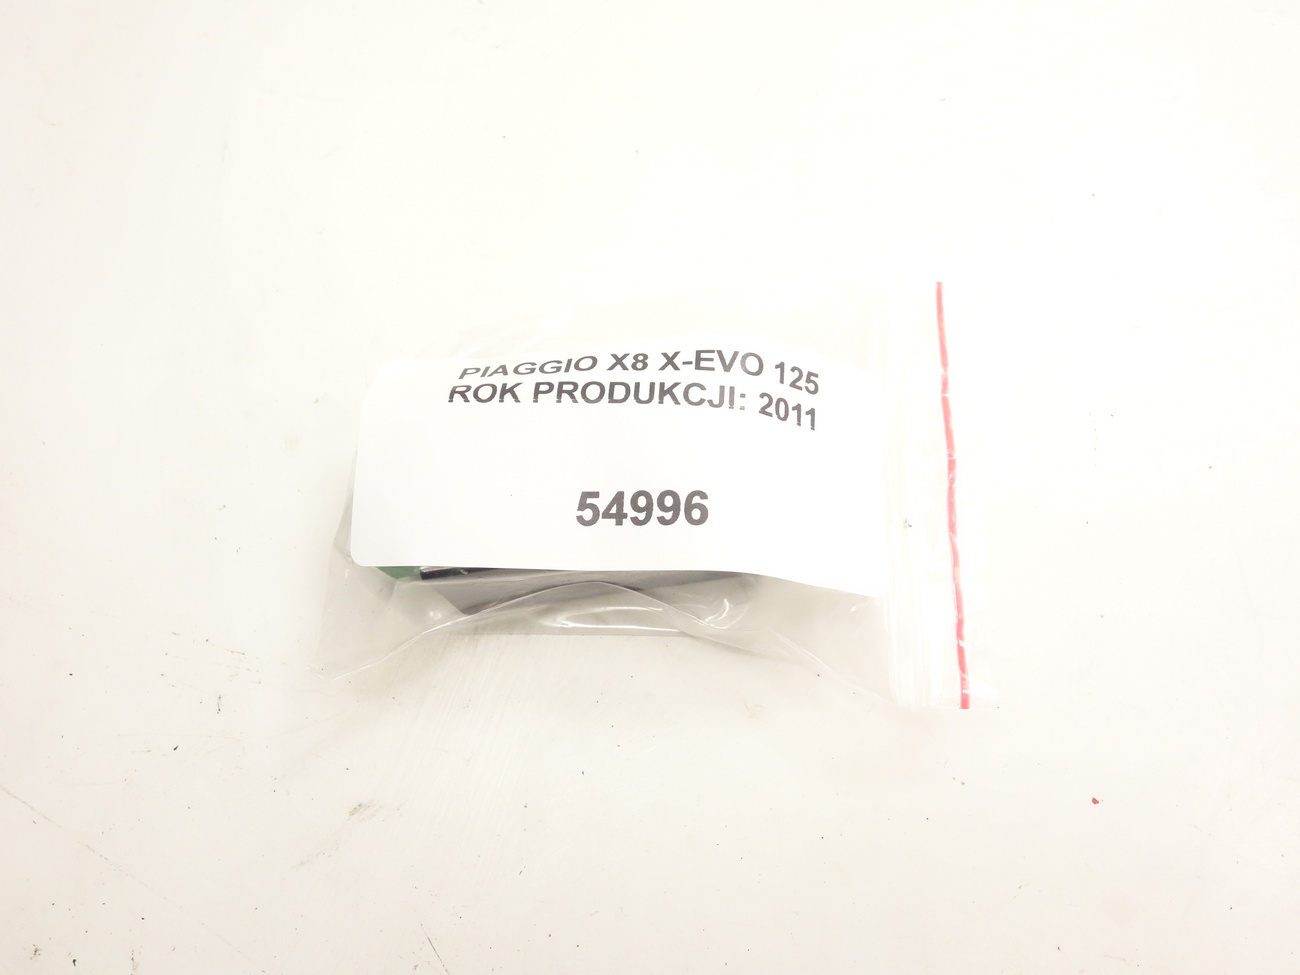 PIAGGIO X8 X-EVO 125
ROK PRODUKCJI: 2011
54996